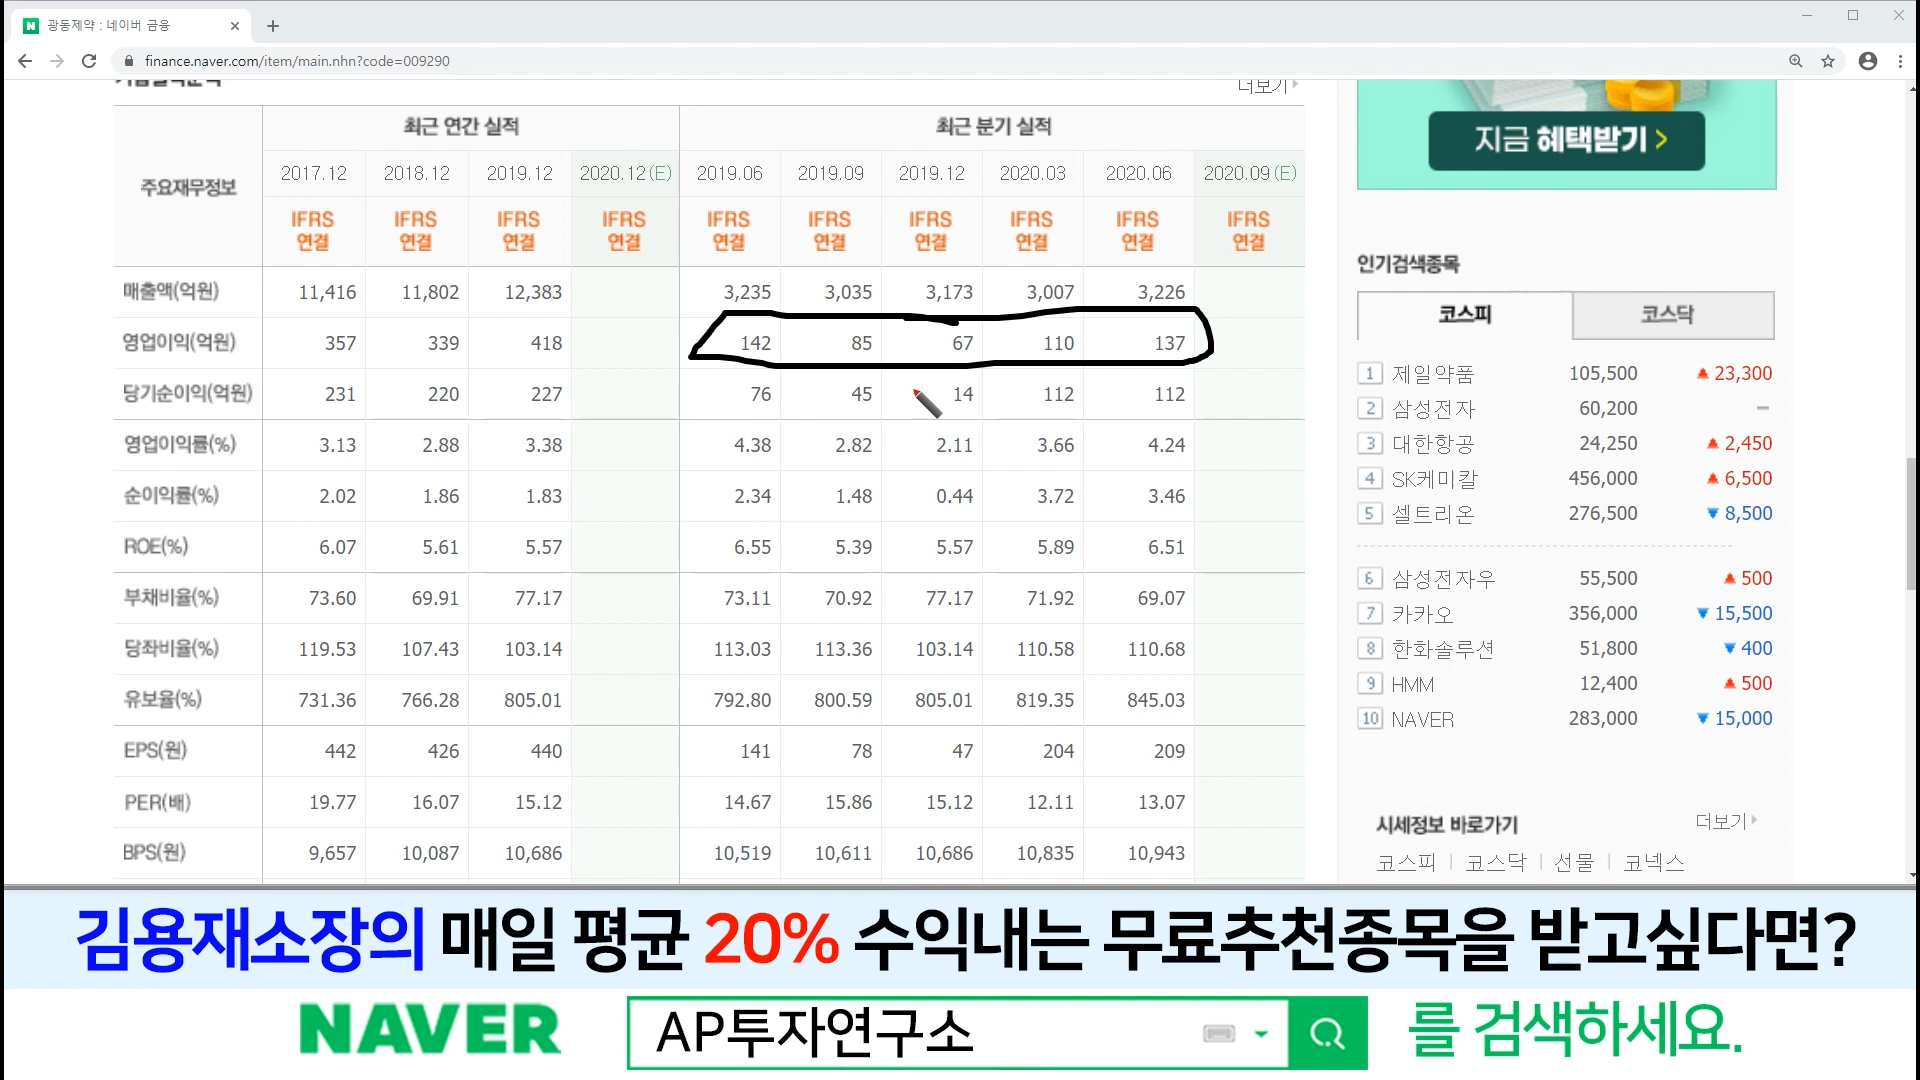 광동제약 : 네이버 금융
finance.naver.com/item/main.nhn?code=009290
더보기
주요재무정보 최근 연간 실적 최근 분기 실적
2017.12 2018.12 2019.12 2020.12(E) 2019.06 2019.09 2019.12 2020.03 2020.06 2020.09(E)
IFRS IFRS IFRS IFRS IFRS IFRS IFRS IFRS IFRS IFRS
연결 연결 연결 연결 연결 연결 연결 연결 연결 연결
매출액(억원) 11,416 11,802 12,383 3,235 3,035 3,173 3,007 3,226
영업이익(억원) 357 339 418 142 85 67 110 137
당기순이익(억원) 231 220 227 76 45 14 112 112
영업이익률(%) 3.13 2.88 3.38 4.38 2.82 2.11 3.66 4.24
순이익률(%) 2.02 1.86 1.83 2.34 1.48 0.44 3.72 3.46
ROE(%) 6.07 5.61 5.57 6.55 5.39 5.57 5.89 6.51
부채비율(%) 73.60 69.91 77.17 73.11 70.92 77.17 71.92 69.07
당좌비율(%) 119.53 107.43 103.14 113.03 113.36 103.14 110.58 110.68
유보율(%) 731.36 766.28 805.01 792.80 800.59 805.01 819.35 845.03
EPS(원) 442 426 440 141 78 47 204 209
PER(배) 19.77 16.07 15.12 14.67 15.86 15.12 12.11 13.07
BPS(원) 9,657 10,087 10,686 10,519 10,611 10,686 10,835 10,943
지금 혜택받기 >
인기검색종목
코스피 코스닥
1 제일약품 105,500 ▲ 23,300
2 삼성전자 60,200 –
3 대한항공 24,250 ▲ 2,450
4 SK케미칼 456,000 ▲ 6,500
5 셀트리온 276,500 ▼ 8,500
6 삼성전자우 55,500 ▲ 500
7 카카오 356,000 ▼ 15,500
8 한화솔루션 51,800 ▼ 400
9 HMM 12,400 ▲ 500
10 NAVER 283,000 ▼ 15,000
시세정보 바로가기 더보기
코스피 | 코스닥 | 선물 | 코넥스
김용재소장의 매일 평균 20% 수익내는 무료추천종목을 받고싶다면?
NAVER AP투자연구소 를 검색하세요.